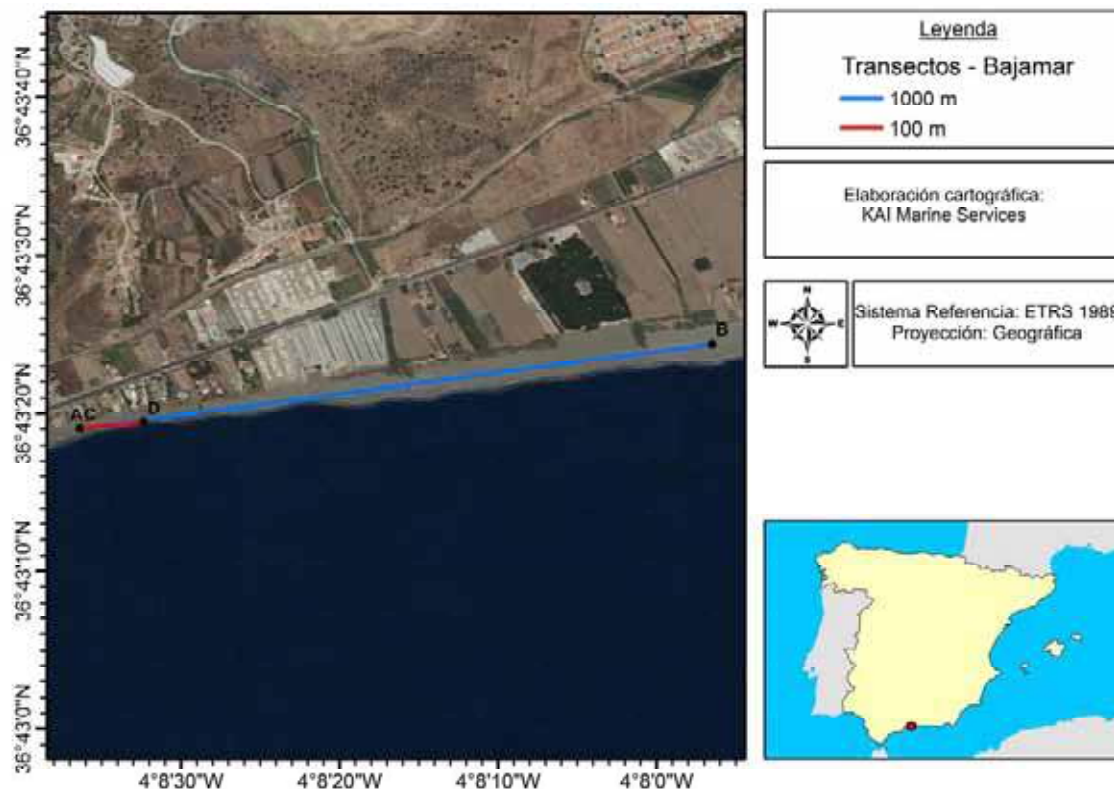 Leyenda
Transectos - Bajamar
1000 m
100 m
Elaboración cartográfica:
KAI Marine Services
N
W E
S
Sistema Referencia: ETRS 1989
Proyección: Geográfica
36°43'40"N
36°43'30"N
36°43'20"N
36°43'10"N
36°43'0"N
B
AC D
4°8'30"W 4°8'20"W 4°8'10"W 4°8'0"W